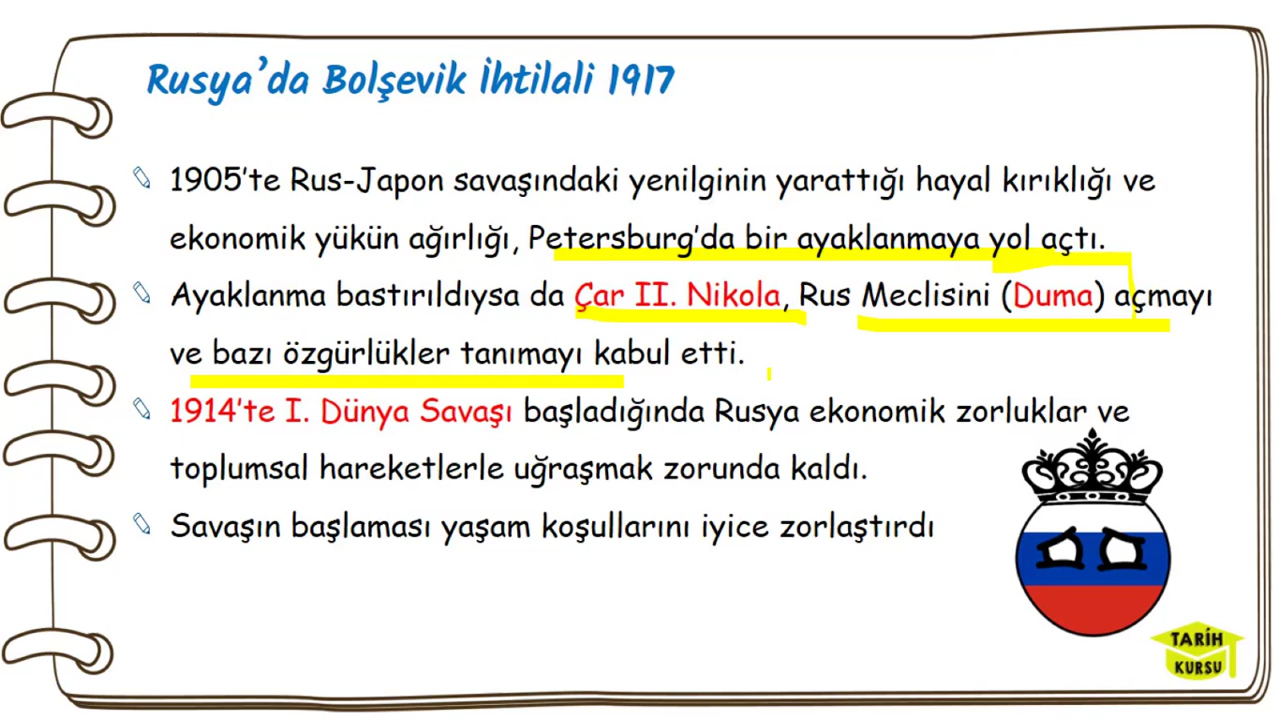 Rusya'da Bolşevik İhtilali 1917
1905'te Rus-Japon savaşındaki yenilginin yarattığı hayal kırıklığı ve
ekonomik yükün ağırlığı, Petersburg'da bir ayaklanmaya yol açtı.
Ayaklanma bastırıldıysa da Çar II. Nikola, Rus Meclisini (Duma) açmayı
ve bazı özgürlükler tanımayı kabul etti.
1914'te I. Dünya Savaşı başladığında Rusya ekonomik zorluklar ve
toplumsal hareketlerle uğraşmak zorunda kaldı.
Savaşın başlaması yaşam koşullarını iyice zorlaştırdı
TARİH
KURSU